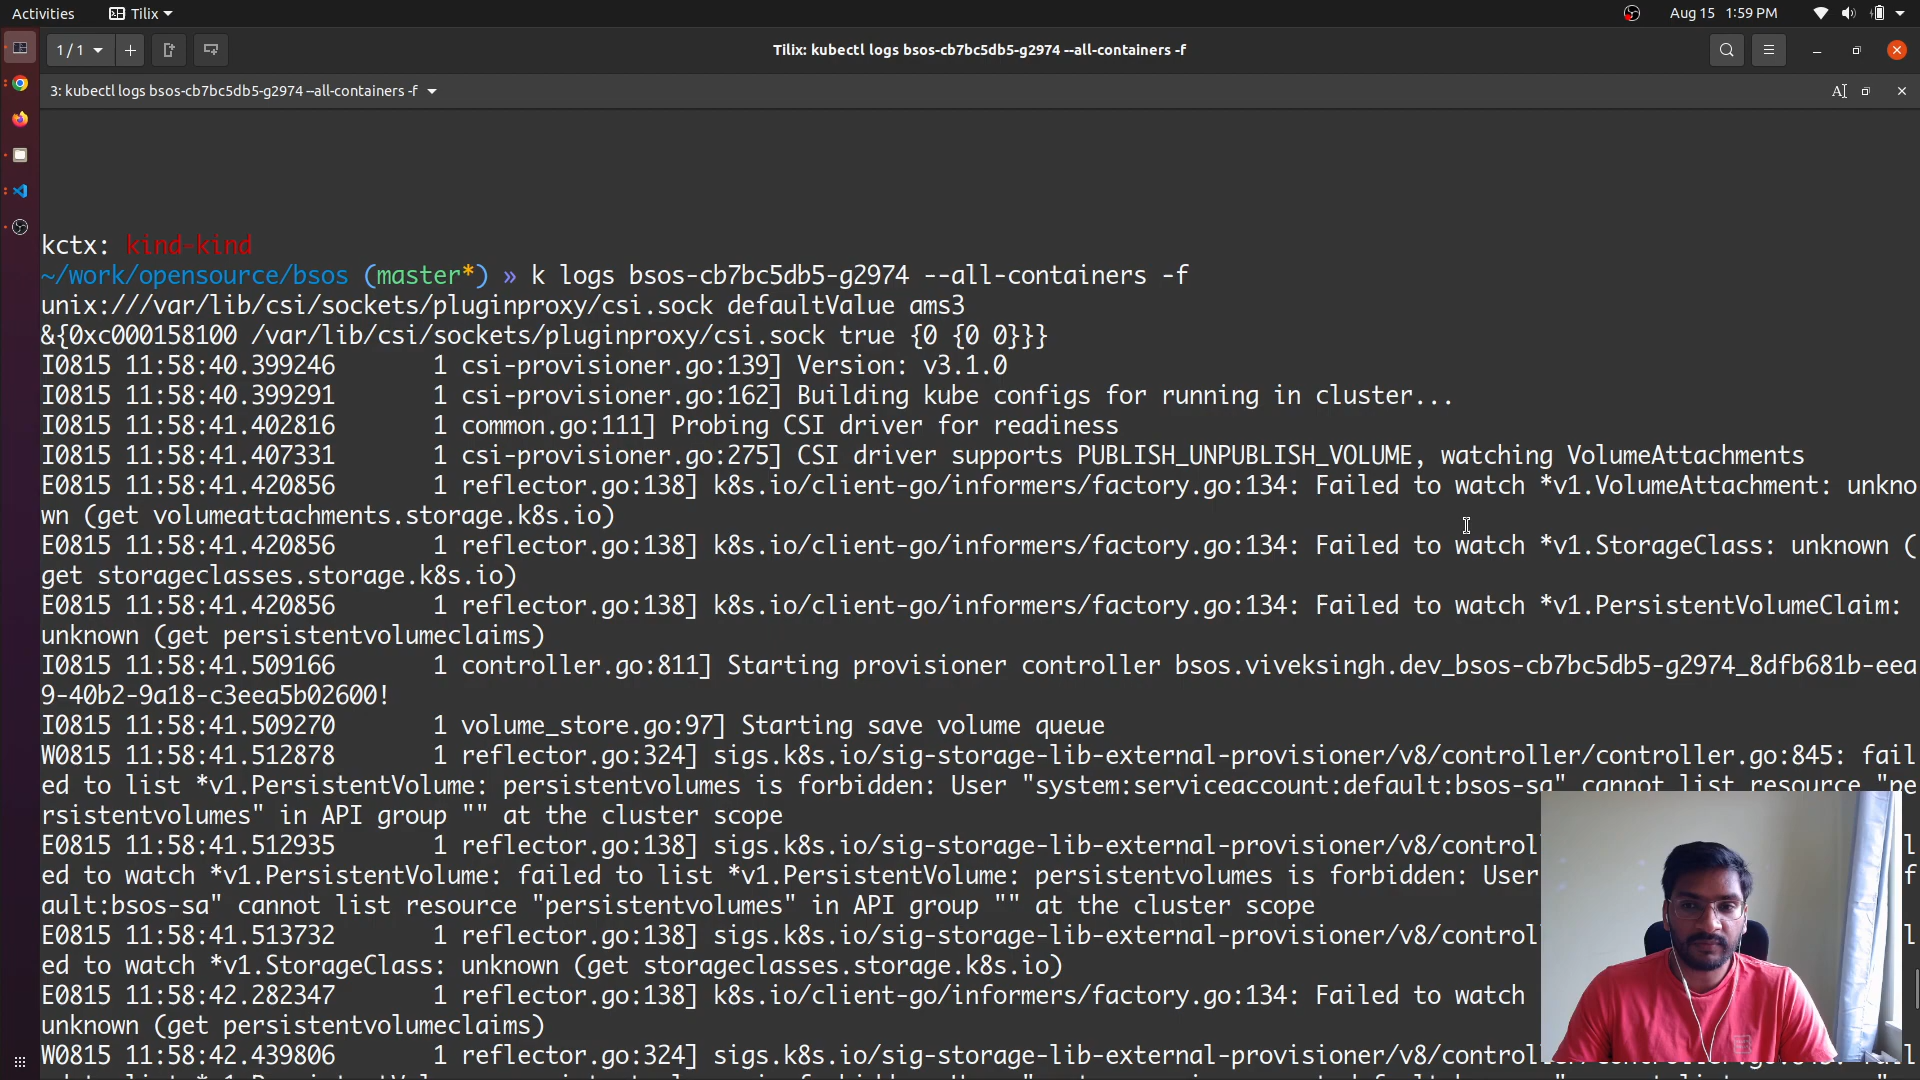 Activities Tilix Aug 15 1:59 PM
1 / 1 Tilix: kubectl logs bsos-cb7bc5db5-g2974 --all-containers -f
3: kubectl logs bsos-cb7bc5db5-g2974 --all-containers -f
kctx: kind-kind
~/work/opensource/bsos (master*) » k logs bsos-cb7bc5db5-g2974 --all-containers -f
unix:///var/lib/csi/sockets/pluginproxy/csi.sock defaultValue ams3
&{0xc000158100 /var/lib/csi/sockets/pluginproxy/csi.sock true {0 {0 0}}}
I0815 11:58:40.399246 1 csi-provisioner.go:139] Version: v3.1.0
I0815 11:58:40.399291 1 csi-provisioner.go:162] Building kube configs for running in cluster...
I0815 11:58:41.402816 1 common.go:111] Probing CSI driver for readiness
I0815 11:58:41.407331 1 csi-provisioner.go:275] CSI driver supports PUBLISH_UNPUBLISH_VOLUME, watching VolumeAttachments
E0815 11:58:41.420856 1 reflector.go:138] k8s.io/client-go/informers/factory.go:134: Failed to watch *v1.VolumeAttachment: unkno
wn (get volumeattachments.storage.k8s.io)
E0815 11:58:41.420856 1 reflector.go:138] k8s.io/client-go/informers/factory.go:134: Failed to watch *v1.StorageClass: unknown (
get storageclasses.storage.k8s.io)
E0815 11:58:41.420856 1 reflector.go:138] k8s.io/client-go/informers/factory.go:134: Failed to watch *v1.PersistentVolumeClaim:
unknown (get persistentvolumeclaims)
I0815 11:58:41.509166 1 controller.go:811] Starting provisioner controller bsos.viveksingh.dev_bsos-cb7bc5db5-g2974_8dfb681b-eea
9-40b2-9a18-c3eea5b02600!
I0815 11:58:41.509270 1 volume_store.go:97] Starting save volume queue
W0815 11:58:41.512878 1 reflector.go:324] sigs.k8s.io/sig-storage-lib-external-provisioner/v8/controller/controller.go:845: fail
ed to list *v1.PersistentVolume: persistentvolumes is forbidden: User "system:serviceaccount:default:bsos-sa" cannot list resource "pe
rsistentvolumes" in API group "" at the cluster scope
E0815 11:58:41.512935 1 reflector.go:138] sigs.k8s.io/sig-storage-lib-external-provisioner/v8/control
ed to watch *v1.PersistentVolume: failed to list *v1.PersistentVolume: persistentvolumes is forbidden: User
ault:bsos-sa" cannot list resource "persistentvolumes" in API group "" at the cluster scope
E0815 11:58:41.513732 1 reflector.go:138] sigs.k8s.io/sig-storage-lib-external-provisioner/v8/control
ed to watch *v1.StorageClass: unknown (get storageclasses.storage.k8s.io)
E0815 11:58:42.282347 1 reflector.go:138] k8s.io/client-go/informers/factory.go:134: Failed to watch
unknown (get persistentvolumeclaims)
W0815 11:58:42.439806 1 reflector.go:324] sigs.k8s.io/sig-storage-lib-external-provisioner/v8/control